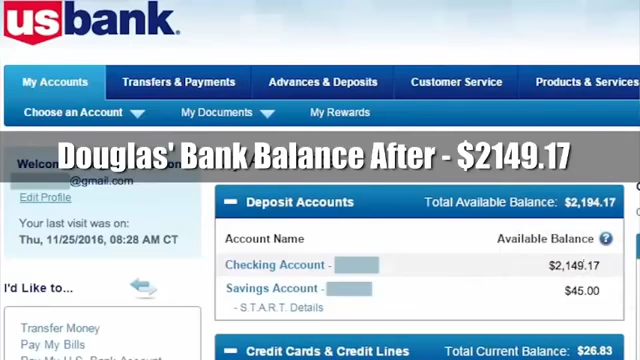 usbank.
My Accounts
Transfers & Payments
Advances & Deposits
Customer Service
Products & Services
Choose an Account
My Documents
My Rewards
Douglas' Bank Balance After - $2149.17
@gmail.com
Edit Profile
Your last visit was on:
Thu, 11/25/2016, 08:28 AM CT
I'd Like to...
Transfer Money
Pay My Bills
Deposit Accounts Total Available Balance: $2,194.17
Account Name Available Balance ?
Checking Account - $2,149.17
Savings Account - $45.00
- S.T.A.R.T. Details
Credit Cards & Credit Lines Total Current Balance: $26.83